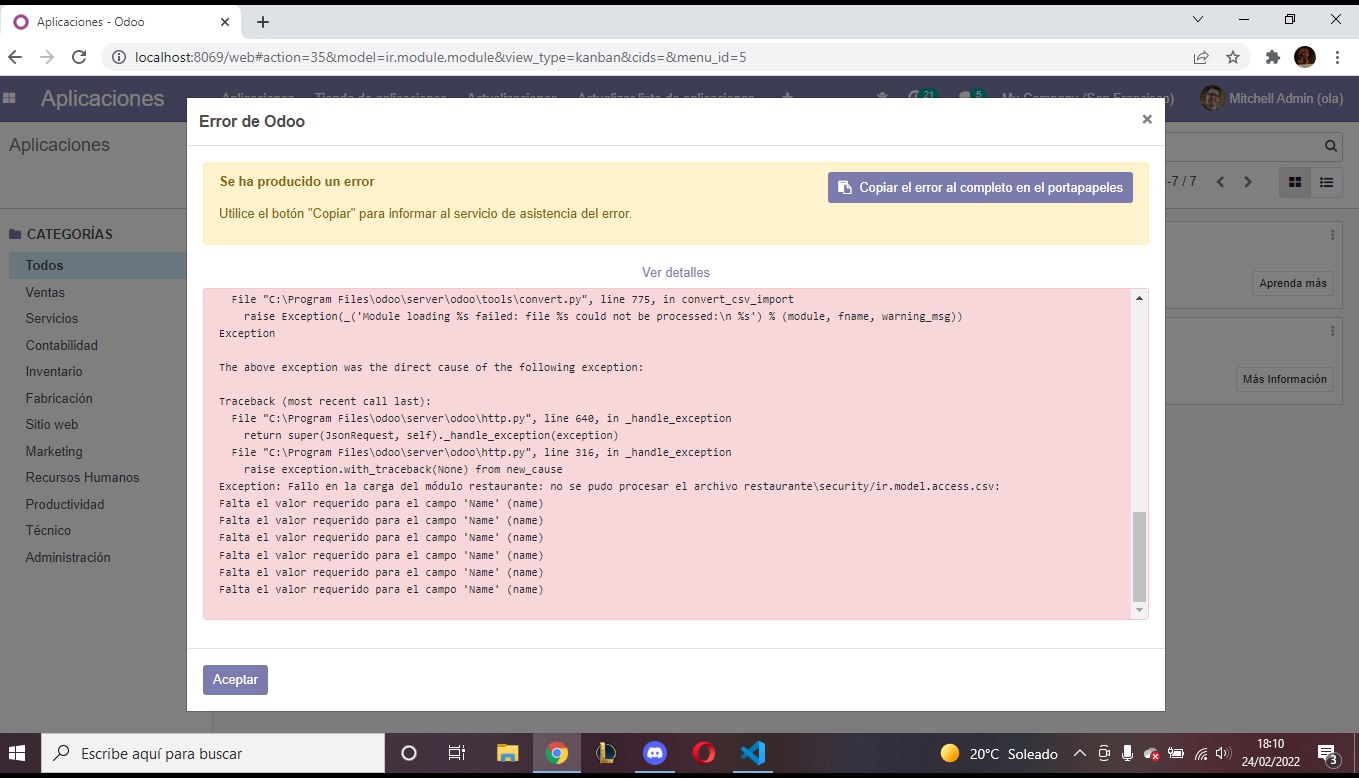 Aplicaciones - Odoo
localhost:8069/web#action=35&model=ir.module.module&view_type=kanban&cids=&menu_id=5
Aplicaciones
Aplicaciones Tienda de aplicaciones Actualizaciones Actualizar lista de aplicaciones 21 5 My Company (San Francisco) Mitchell Admin (ola)
Aplicaciones
-7 / 7
CATEGORÍAS
Todos
Ventas
Servicios
Contabilidad
Inventario
Fabricación
Sitio web
Marketing
Recursos Humanos
Productividad
Técnico
Administración
Aprenda más
Más Información
Error de Odoo
×
Se ha producido un error
Copiar el error al completo en el portapapeles
Utilice el botón "Copiar" para informar al servicio de asistencia del error.
Ver detalles
File "C:\Program Files\odoo\server\odoo\tools\convert.py", line 775, in convert_csv_import
raise Exception(_('Module loading %s failed: file %s could not be processed:\n %s') % (module, fname, warning_msg))
Exception
The above exception was the direct cause of the following exception:
Traceback (most recent call last):
File "C:\Program Files\odoo\server\odoo\http.py", line 640, in _handle_exception
return super(JsonRequest, self)._handle_exception(exception)
File "C:\Program Files\odoo\server\odoo\http.py", line 316, in _handle_exception
raise exception.with_traceback(None) from new_cause
Exception: Fallo en la carga del módulo restaurante: no se pudo procesar el archivo restaurante\security/ir.model.access.csv:
Falta el valor requerido para el campo 'Name' (name)
Falta el valor requerido para el campo 'Name' (name)
Falta el valor requerido para el campo 'Name' (name)
Falta el valor requerido para el campo 'Name' (name)
Falta el valor requerido para el campo 'Name' (name)
Falta el valor requerido para el campo 'Name' (name)
Aceptar
Escribe aquí para buscar
20°C Soleado
18:10
24/02/2022
3